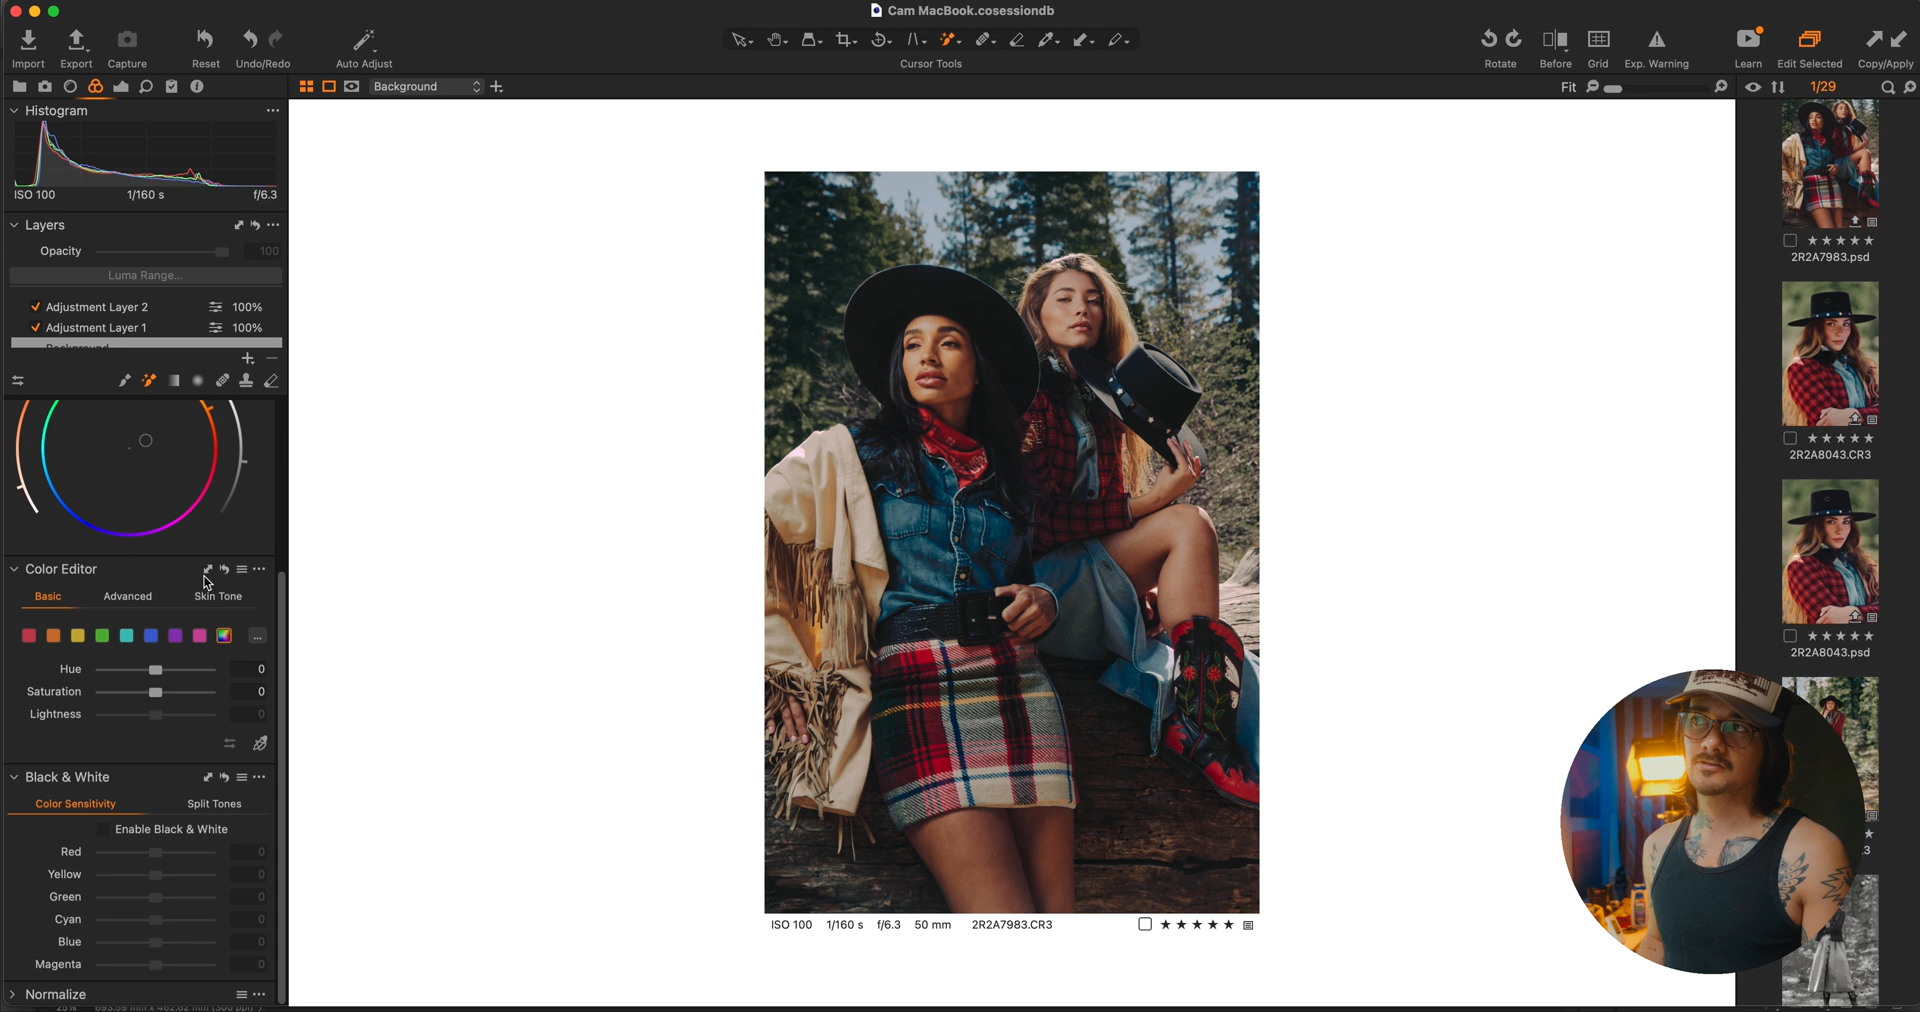 Cam MacBook.cosessiondb
Import Export Capture Reset Undo/Redo Auto Adjust Cursor Tools Rotate Before Grid Exp. Warning Learn Edit Selected Copy/Apply
Background Fit 1/29
Histogram
ISO 100 1/160 s f/6.3
Layers
Opacity 100
Luma Range...
Adjustment Layer 2 100%
Adjustment Layer 1 100%
Background
Color Editor
Basic Advanced Skin Tone
Hue 0
Saturation 0
Lightness 0
Black & White
Color Sensitivity Split Tones
Enable Black & White
Red 0
Yellow 0
Green 0
Cyan 0
Blue 0
Magenta 0
Normalize
ISO 100 1/160 s f/6.3 50 mm 2R2A7983.CR3
2R2A7983.psd
2R2A8043.CR3
2R2A8043.psd